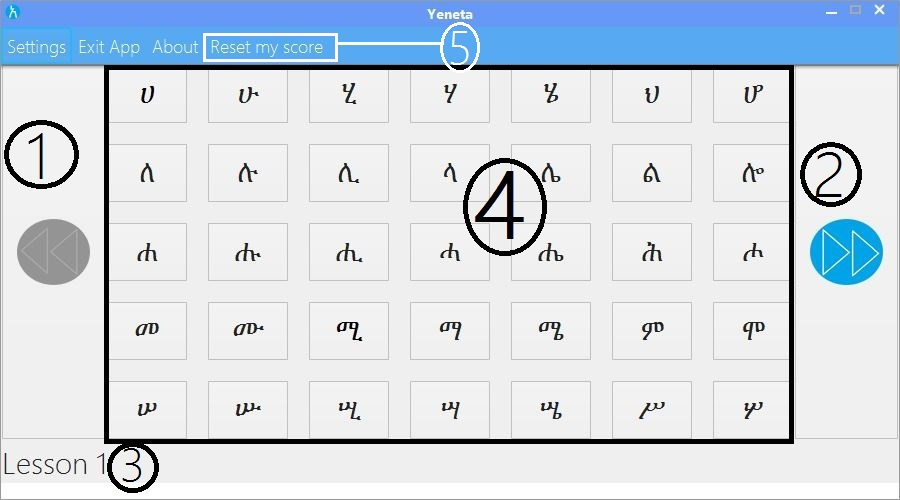 Yeneta
Settings Exit App About Reset my score 5
ሀ ሁ ሂ ሃ ሄ ህ ሆ
1
ለ ሉ ሊ ላ ሌ ል ሎ
4 2
ሐ ሑ ሒ ሓ ሔ ሕ ሖ
መ ሙ ሚ ማ ሜ ም ሞ
ሠ ሡ ሢ ሣ ሤ ሥ ሦ
Lesson 1 3